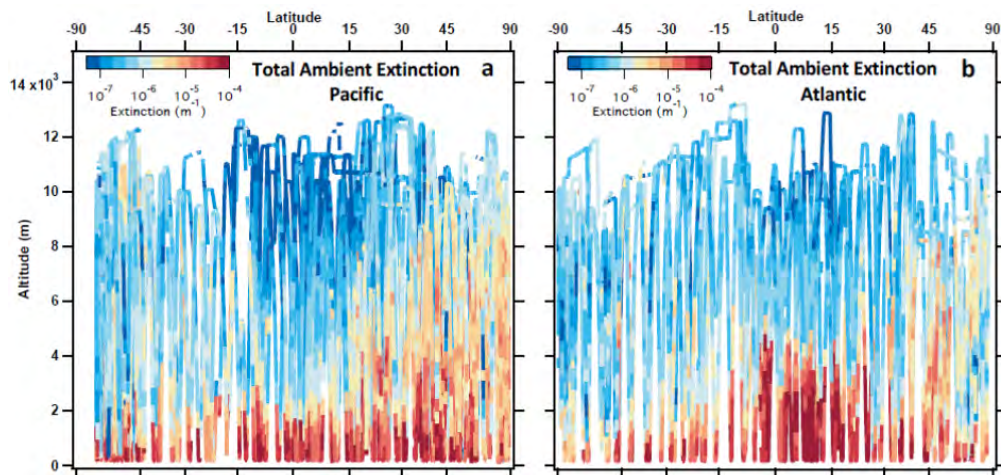 Latitude
-90 -45 -30 -15 0 15 30 45 90
Total Ambient Extinction a
Pacific
10⁻⁷ 10⁻⁶ 10⁻⁵ 10⁻⁴
Extinction (m⁻¹)
14 x10³
12
10
8
6
4
2
0
Altitude (m)
Latitude
-90 -45 -30 -15 0 15 30 45 90
Total Ambient Extinction b
Atlantic
10⁻⁷ 10⁻⁶ 10⁻⁵ 10⁻⁴
Extinction (m⁻¹)